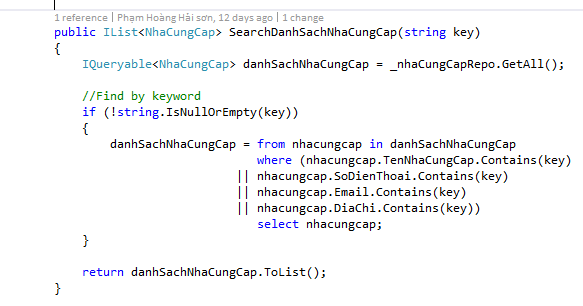 1 reference | Phạm Hoàng Hải sơn, 12 days ago | 1 change
public IList<NhaCungCap> SearchDanhSachNhaCungCap(string key)
{
    IQueryable<NhaCungCap> danhSachNhaCungCap = _nhaCungCapRepo.GetAll();

    //Find by keyword
    if (!string.IsNullOrEmpty(key))
    {
        danhSachNhaCungCap = from nhacungcap in danhSachNhaCungCap
                             where (nhacungcap.TenNhaCungCap.Contains(key)
                          || nhacungcap.SoDienThoai.Contains(key)
                          || nhacungcap.Email.Contains(key)
                          || nhacungcap.DiaChi.Contains(key))
                             select nhacungcap;
    }

    return danhSachNhaCungCap.ToList();
}